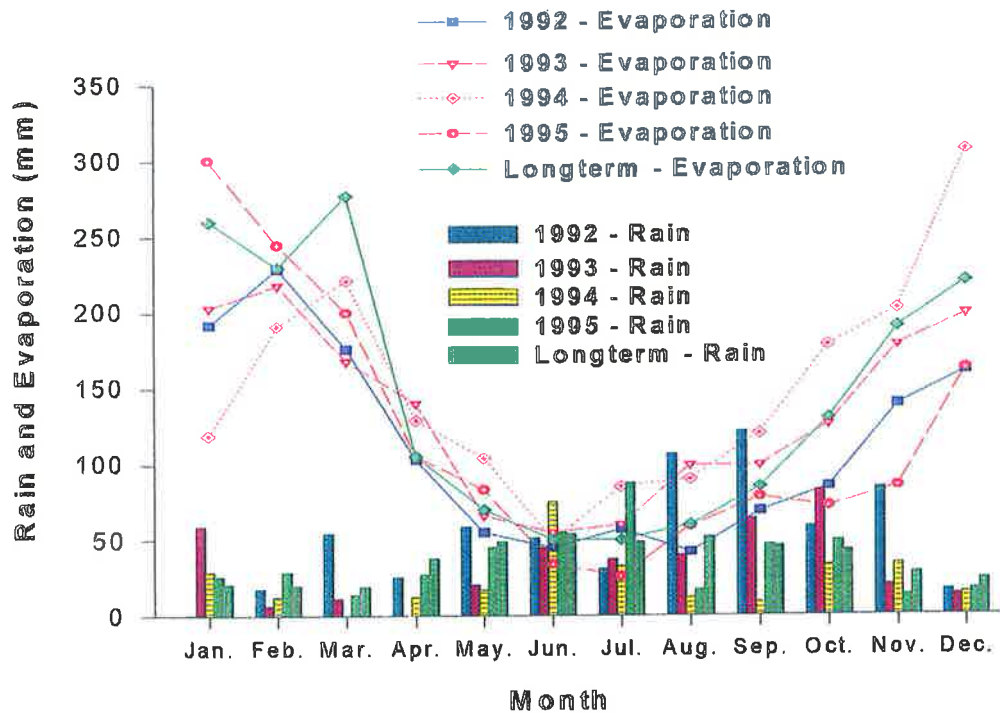 1992 - Evaporation
1993 - Evaporation
1994 - Evaporation
1995 - Evaporation
Longterm - Evaporation
1992 - Rain
1993 - Rain
1994 - Rain
1995 - Rain
Longterm - Rain
Rain and Evaporation (mm)
350
300
250
200
150
100
50
0
Jan. Feb. Mar. Apr. May. Jun. Jul. Aug. Sep. Oct. Nov. Dec.
Month